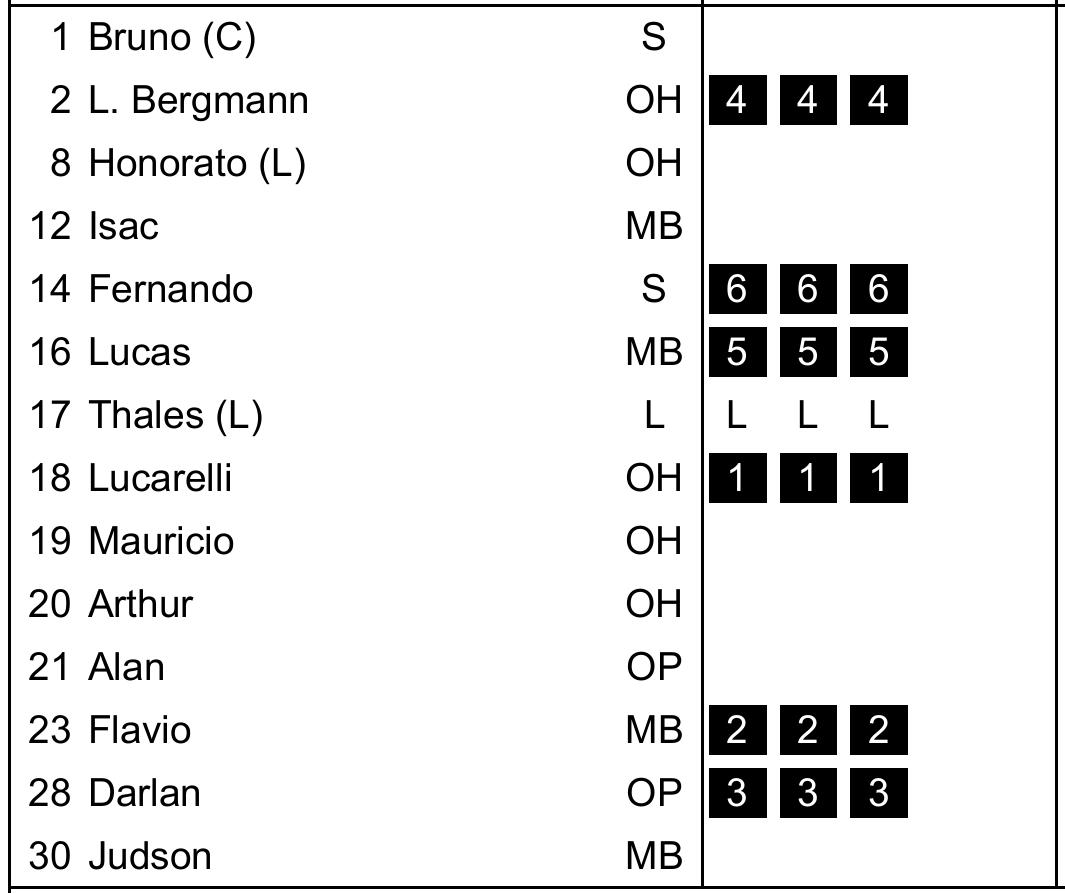 1 Bruno (C) S
2 L. Bergmann OH 4 4 4
8 Honorato (L) OH
12 Isac MB
14 Fernando S 6 6 6
16 Lucas MB 5 5 5
17 Thales (L) L L L L
18 Lucarelli OH 1 1 1
19 Mauricio OH
20 Arthur OH
21 Alan OP
23 Flavio MB 2 2 2
28 Darlan OP 3 3 3
30 Judson MB